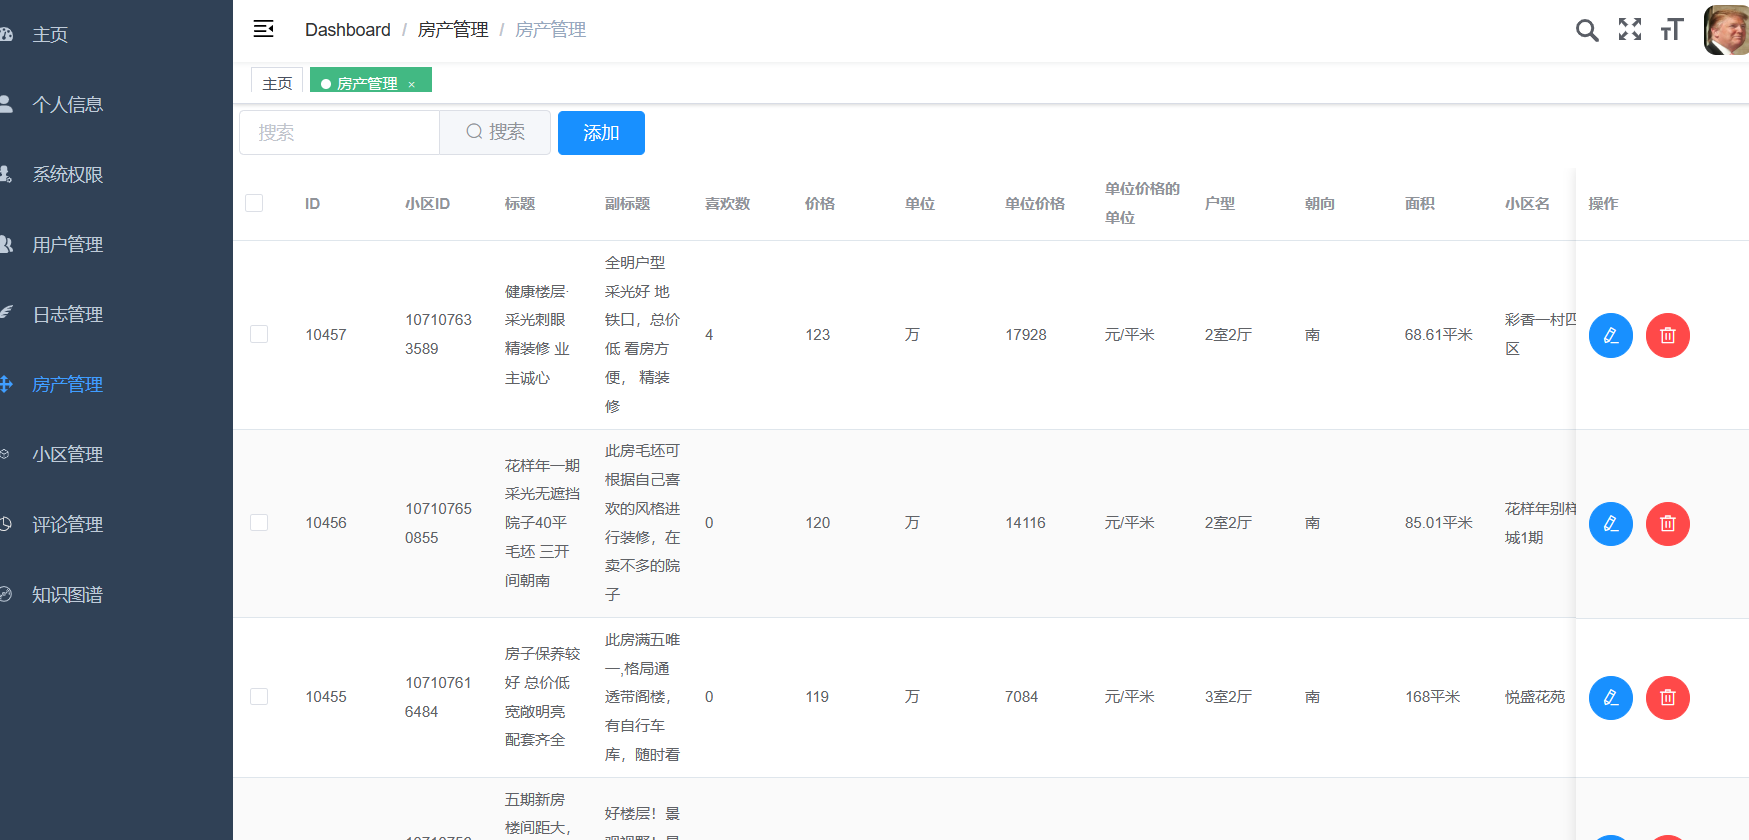 主页
个人信息
系统权限
用户管理
日志管理
房产管理
小区管理
评论管理
知识图谱
Dashboard / 房产管理 / 房产管理
主页
房产管理 ×
搜索
搜索
添加
ID
小区ID
标题
副标题
喜欢数
价格
单位
单位价格
单位价格的
单位
户型
朝向
面积
小区名
操作
10457
10710763
3589
健康楼层·
采光刺眼
精装修 业
主诚心
全明户型
采光好 地
铁口，总价
低 看房方
便， 精装
修
4
123
万
17928
元/平米
2室2厅
南
68.61平米
彩香一村四
区
10456
10710765
0855
花样年一期
采光无遮挡
院子40平
毛坯 三开
间朝南
此房毛坯可
根据自己喜
欢的风格进
行装修，在
卖不多的院
子
0
120
万
14116
元/平米
2室2厅
南
85.01平米
花样年别样
城1期
10455
10710761
6484
房子保养较
好 总价低
宽敞明亮
配套齐全
此房满五唯
一,格局通
透带阁楼，
有自行车
库，随时看
0
119
万
7084
元/平米
3室2厅
南
168平米
悦盛花苑
五期新房
楼间距大，
好楼层！景